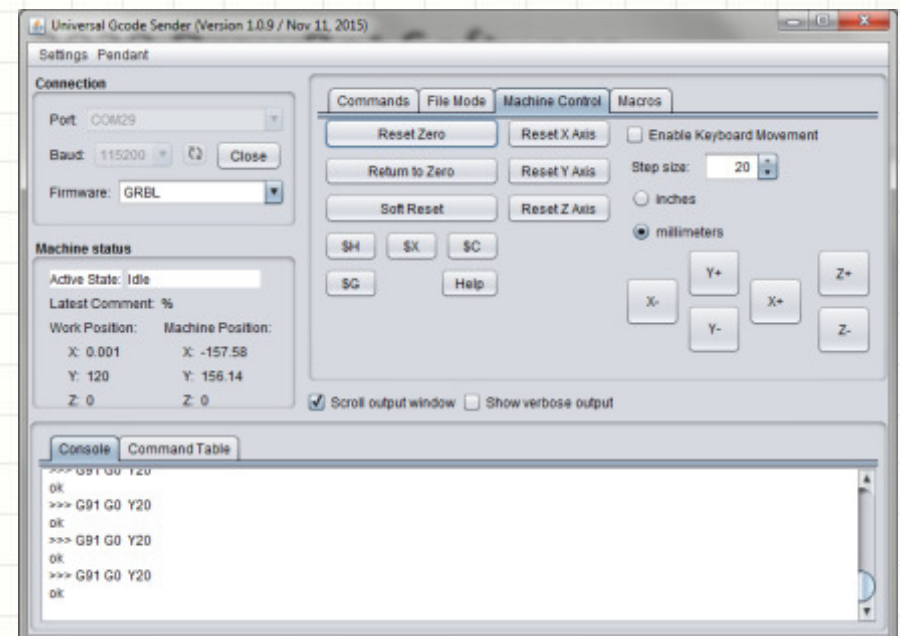 Universal Gcode Sender (Version 1.0.9 / Nov 11, 2015)
Settings Pendant
Connection
Port: COM29
Baud: 115200 Close
Firmware: GRBL
Machine status
Active State: Idle
Latest Comment: %
Work Position: Machine Position:
X: 0.001 X: -157.58
Y: 120 Y: 156.14
Z: 0 Z: 0
Commands File Mode Machine Control Macros
Reset Zero Reset X Axis Enable Keyboard Movement
Return to Zero Reset Y Axis Step size: 20
inches
Soft Reset Reset Z Axis
millimeters
$H $X $C
$G Help
Y+ Z+
X- X+
Y- Z-
Scroll output window Show verbose output
Console Command Table
>>> G91 G0 Y20
ok
>>> G91 G0 Y20
ok
>>> G91 G0 Y20
ok
>>> G91 G0 Y20
ok